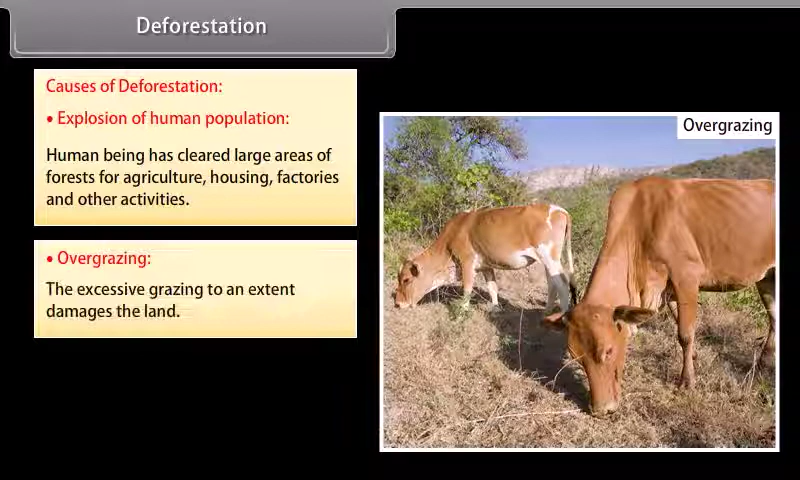 Deforestation
Causes of Deforestation:
• Explosion of human population:
Human being has cleared large areas of
forests for agriculture, housing, factories
and other activities.
• Overgrazing:
The excessive grazing to an extent
damages the land.
Overgrazing